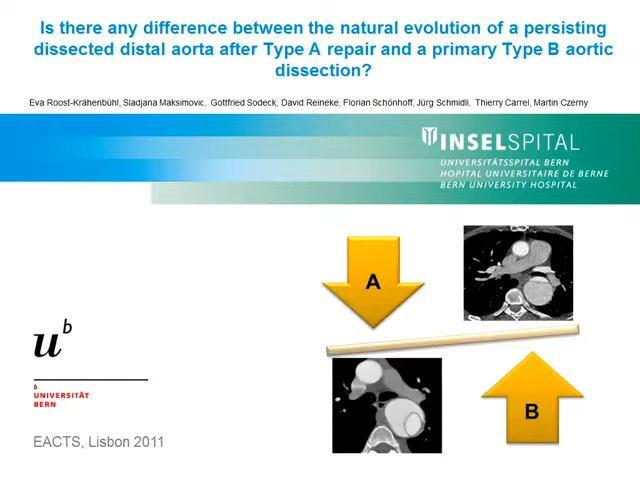 Is there any difference between the natural evolution of a persisting
dissected distal aorta after Type A repair and a primary Type B aortic
dissection?
Eva Roost-Krähenbühl, Sladjana Maksimovic, Gottfried Sodeck, David Reineke, Florian Schönhoff, Jürg Schmidli, Thierry Carrel, Martin Czerny
INSELSPITAL
UNIVERSITÄTSSPITAL BERN
HOPITAL UNIVERSITAIRE DE BERNE
BERN UNIVERSITY HOSPITAL
A
u b
b
UNIVERSITÄT
BERN
B
EACTS, Lisbon 2011